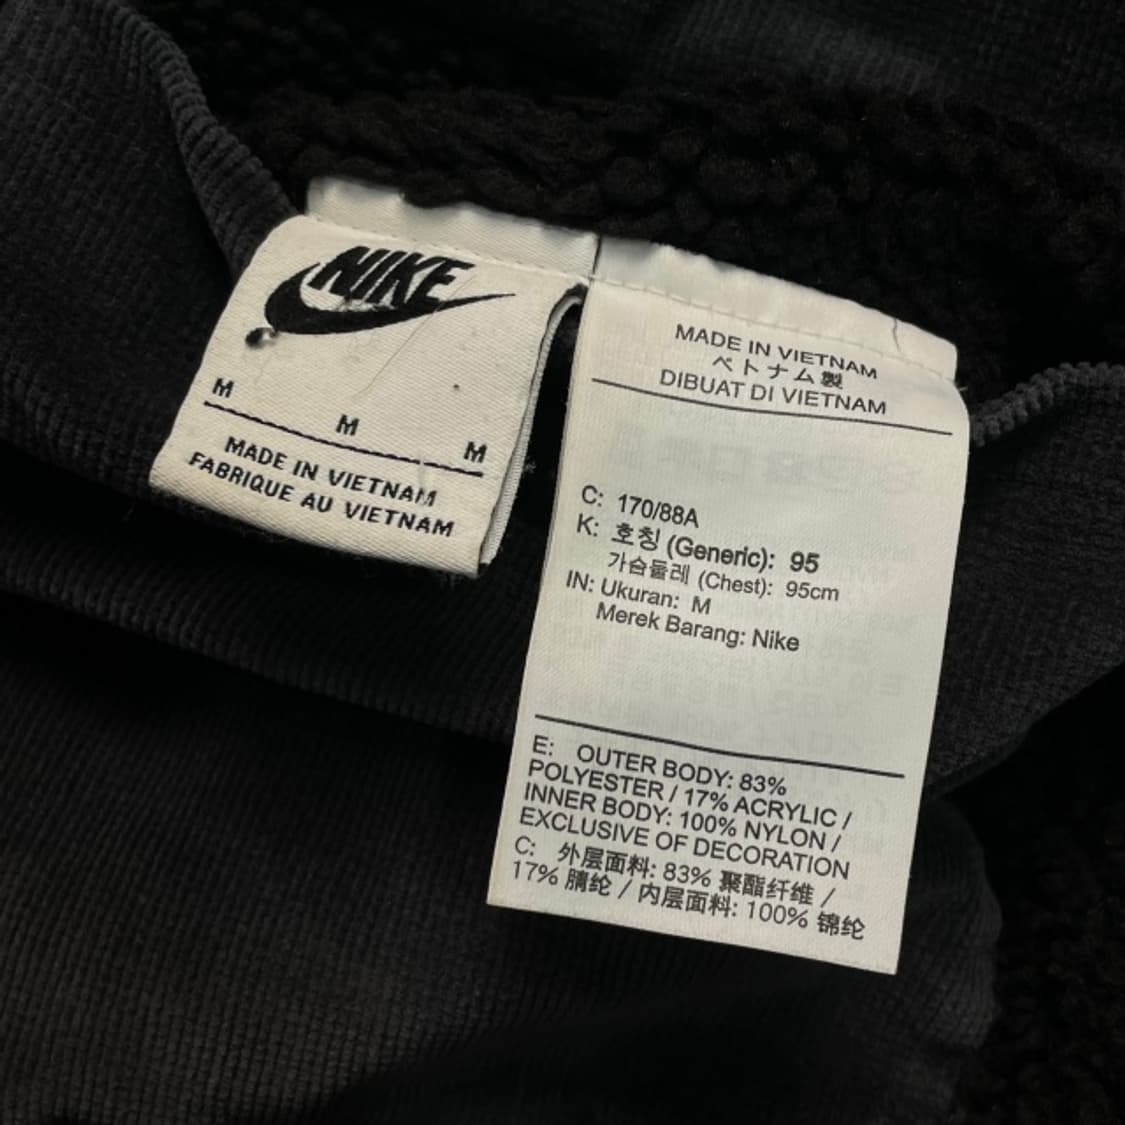 NIKE
M
M
M
MADE IN VIETNAM
FABRIQUE AU VIETNAM
MADE IN VIETNAM
ベトナム製
DIBUAT DI VIETNAM
C: 170/88A
K: 호칭 (Generic): 95
가슴둘레 (Chest): 95cm
IN: Ukuran: M
Merek Barang: Nike
E: OUTER BODY: 83%
POLYESTER / 17% ACRYLIC /
INNER BODY: 100% NYLON /
EXCLUSIVE OF DECORATION
C: 外层面料: 83% 聚酯纤维 /
17% 腈纶 / 内层面料: 100% 锦纶